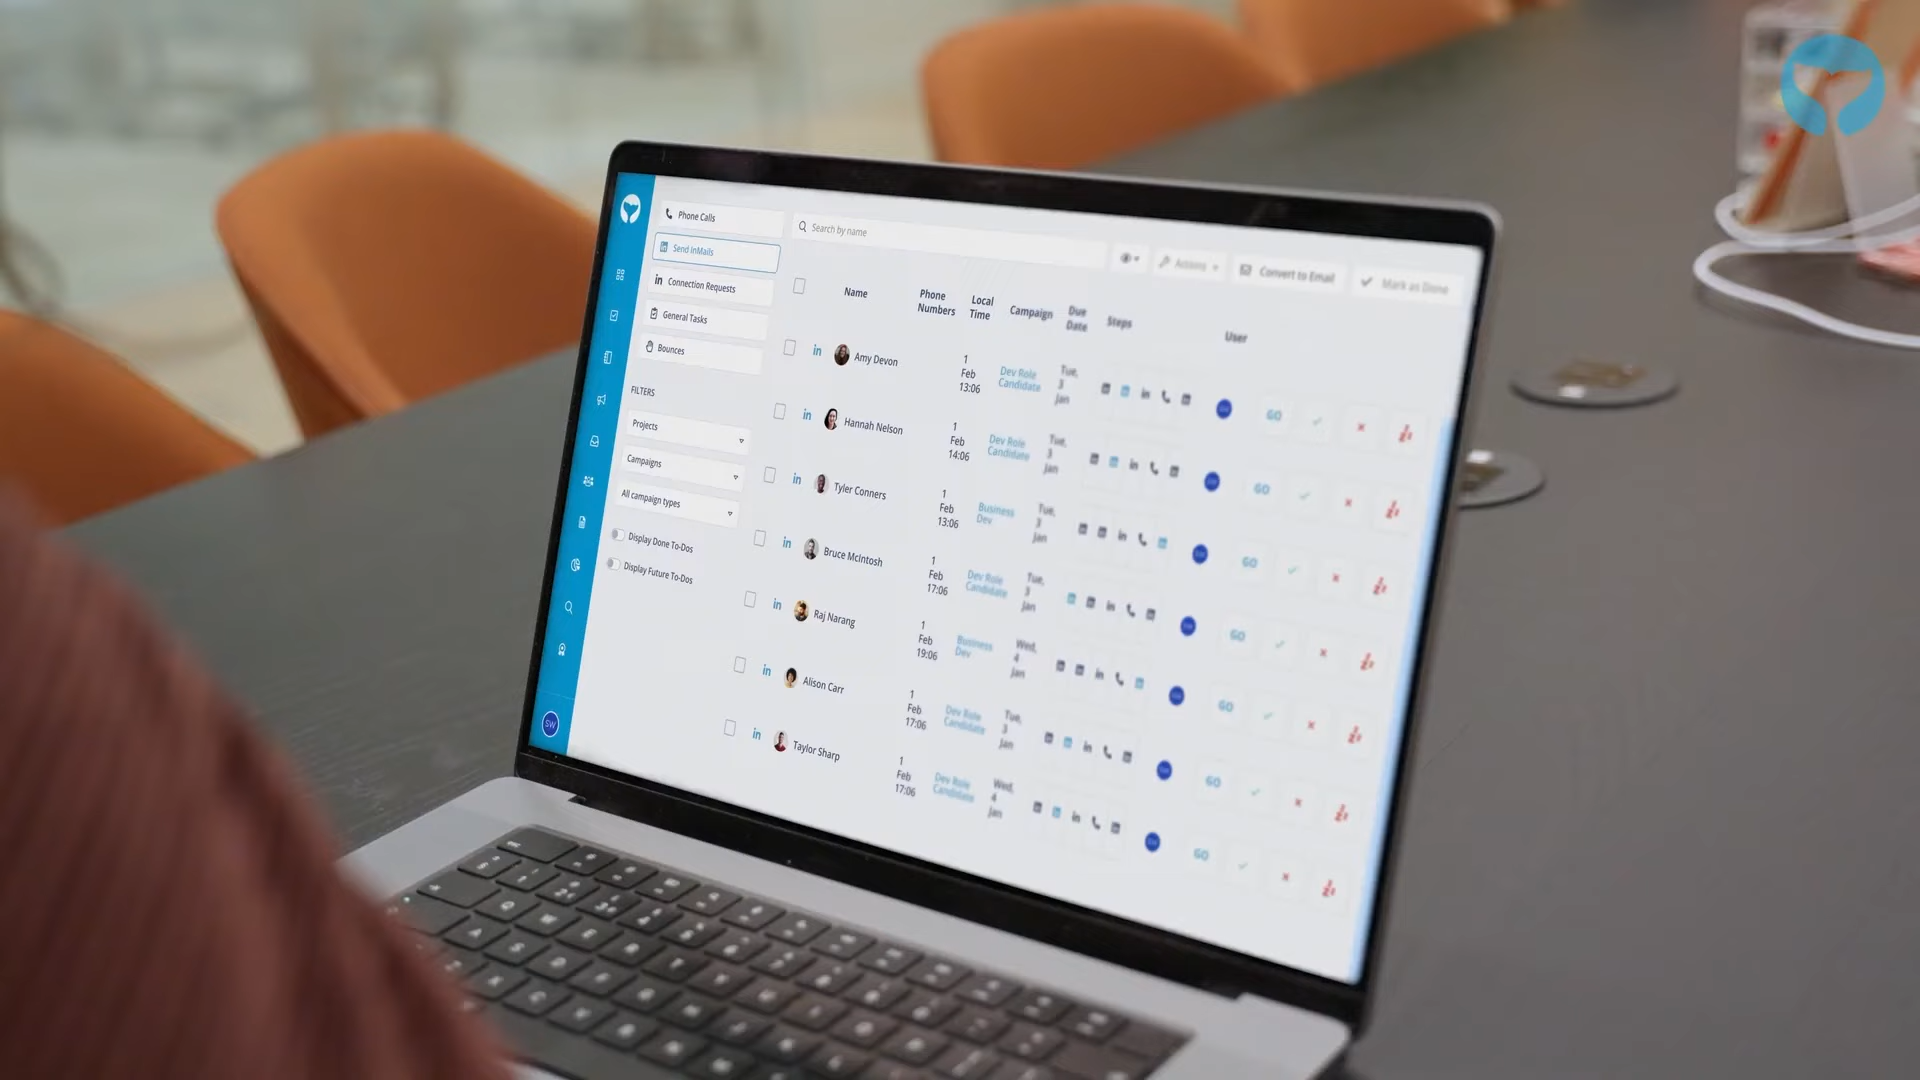 Phone Calls
Send InMails
Connection Requests
General Tasks
Bounces
FILTERS
Projects
Campaigns
All campaign types
Display Done To-Dos
Display Future To-Dos
SW
Search by name
Actions
Convert to Email
Mark as Done
Name
Phone Numbers
Local Time
Campaign
Due Date
Steps
User
in Amy Devon 1 Feb 13:06 Dev Role Candidate Tue, 3 Jan GO
in Hannah Nelson 1 Feb 14:06 Dev Role Candidate Tue, 3 Jan GO
in Tyler Conners 1 Feb 13:06 Business Dev Tue, 3 Jan GO
in Bruce McIntosh 1 Feb 17:06 Dev Role Candidate Tue, 3 Jan GO
in Raj Narang 1 Feb 19:06 Business Dev Wed, 4 Jan GO
in Alison Carr 1 Feb 17:06 Dev Role Candidate Tue, 3 Jan GO
in Taylor Sharp 1 Feb 17:06 Dev Role Candidate Wed, 4 Jan GO